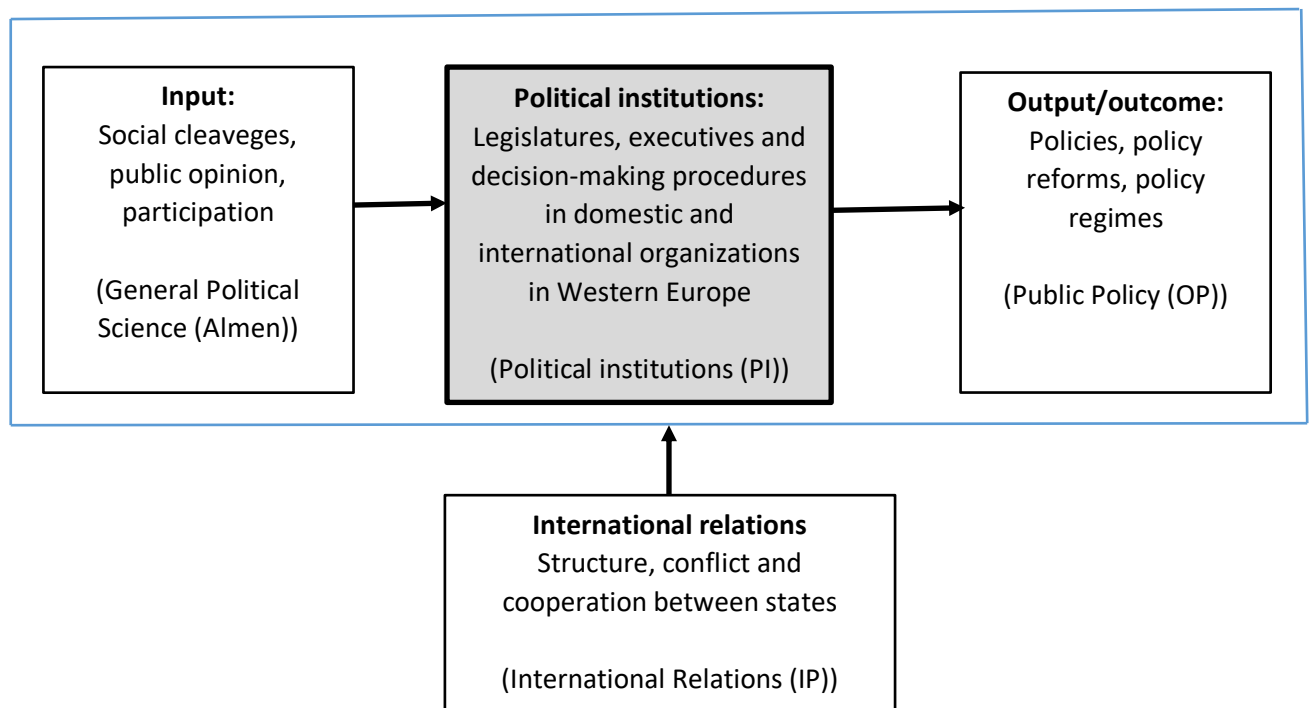 Input:
Social cleaveges,
public opinion,
participation
(General Political
Science (Almen))
Political institutions:
Legislatures, executives and
decision-making procedures
in domestic and
international organizations
in Western Europe
(Political institutions (PI))
Output/outcome:
Policies, policy
reforms, policy
regimes
(Public Policy (OP))
International relations
Structure, conflict and
cooperation between states
(International Relations (IP))